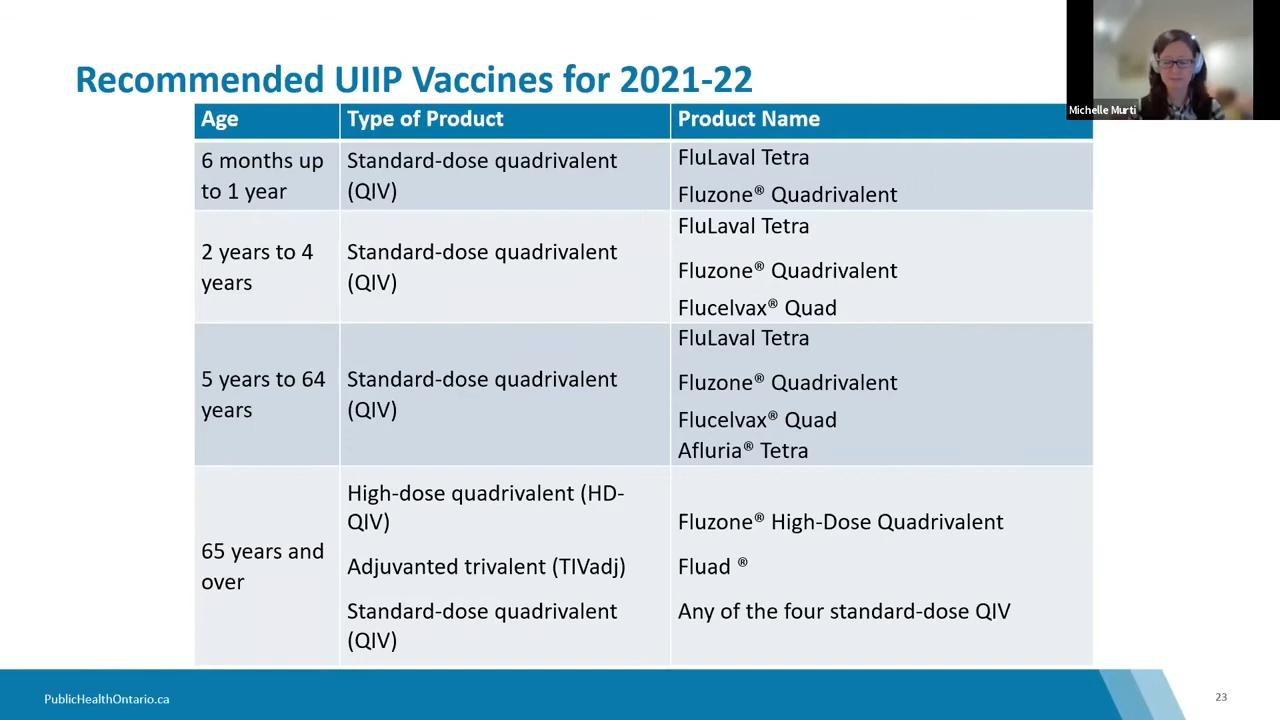 Michelle Murti
Recommended UIIP Vaccines for 2021-22
Age
Type of Product
Product Name
6 months up
to 1 year
Standard-dose quadrivalent
(QIV)
FluLaval Tetra
Fluzone® Quadrivalent
2 years to 4
years
Standard-dose quadrivalent
(QIV)
FluLaval Tetra
Fluzone® Quadrivalent
Flucelvax® Quad
5 years to 64
years
Standard-dose quadrivalent
(QIV)
FluLaval Tetra
Fluzone® Quadrivalent
Flucelvax® Quad
Afluria® Tetra
65 years and
over
High-dose quadrivalent (HD-
QIV)
Adjuvanted trivalent (TIVadj)
Standard-dose quadrivalent
(QIV)
Fluzone® High-Dose Quadrivalent
Fluad ®
Any of the four standard-dose QIV
PublicHealthOntario.ca
23